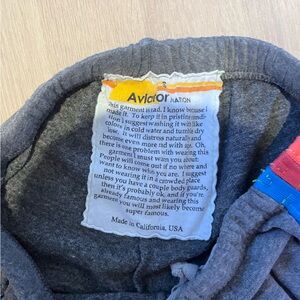 Aviator NATION
This garment is rad. I know because I
made it. To keep it in pristine condi-
tion I suggest washing it with like
colors in cold water and tumble dry
low. It will distress naturally and
become even more rad with age. Oh,
there is one problem with wearing this
garment I must warn you about:
People will come out of no where and
ask you where you are. I suggest
not wearing it in a crowded place
unless you have a couple body guards,
then it's probably ok, and if you're
already famous and wearing this
garment you will most likely become
super famous.
Made in California, USA